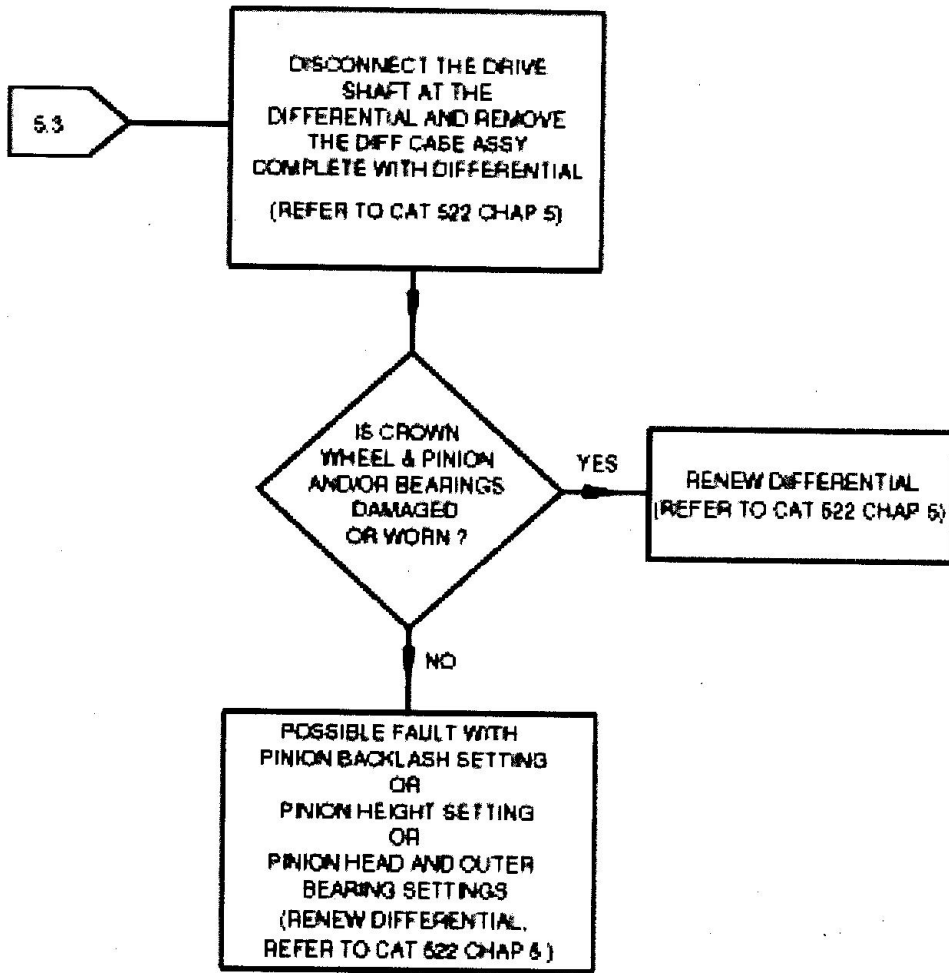 5.3
DISCONNECT THE DRIVE
SHAFT AT THE
DIFFERENTIAL AND REMOVE
THE DIFF CASE ASSY
COMPLETE WITH DIFFERENTIAL
(REFER TO CAT 522 CHAP 5)
IS CROWN
WHEEL & PINION
AND/OR BEARINGS
DAMAGED
OR WORN ?
YES
RENEW DIFFERENTIAL
(REFER TO CAT 522 CHAP 5)
NO
POSSIBLE FAULT WITH
PINION BACKLASH SETTING
OR
PINION HEIGHT SETTING
OR
PINION HEAD AND OUTER
BEARING SETTINGS
(RENEW DIFFERENTIAL,
REFER TO CAT 522 CHAP 5 )